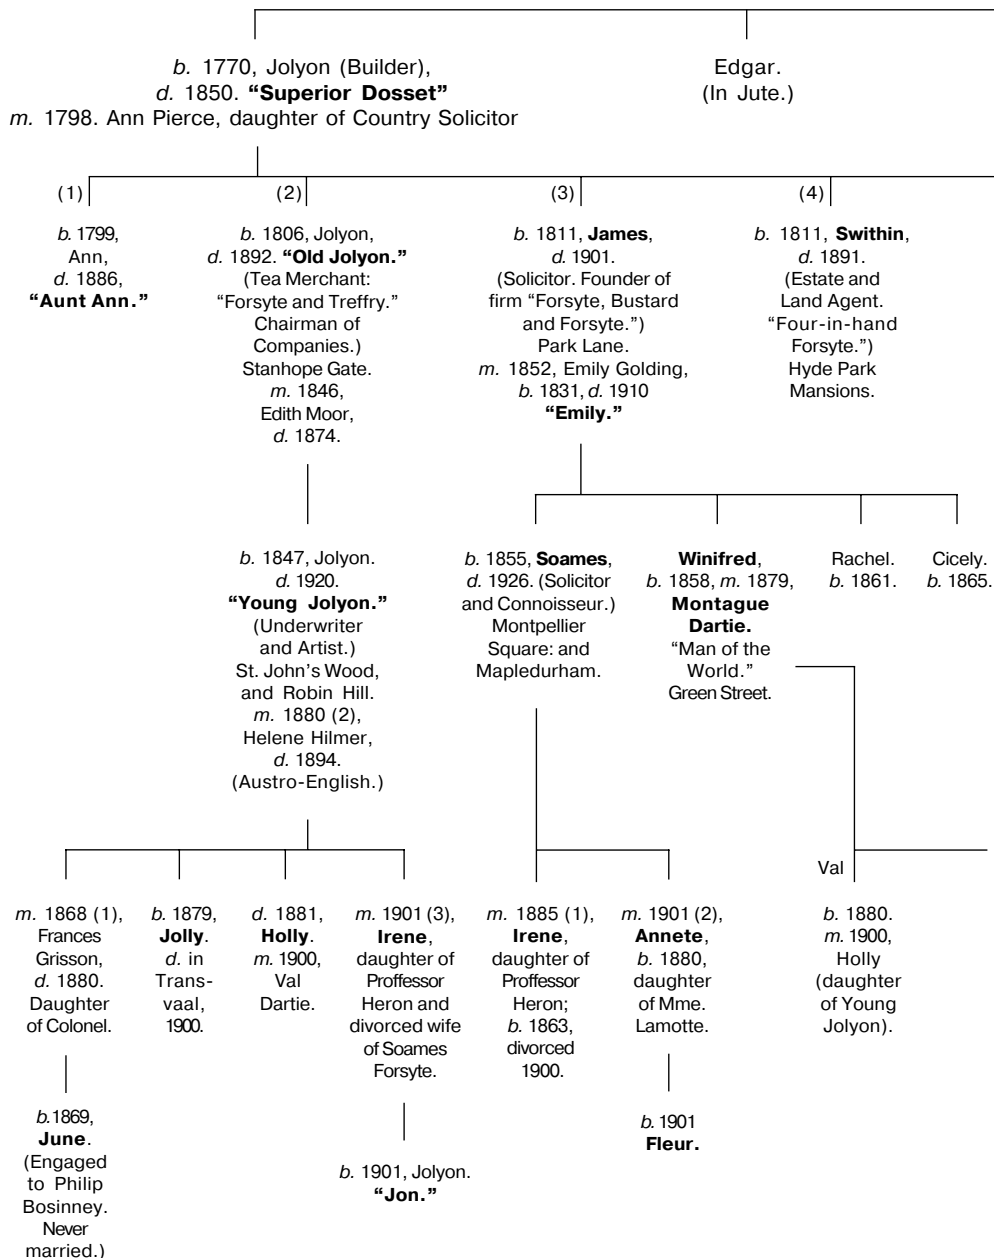 b. 1770, Jolyon (Builder),
d. 1850. “Superior Dosset”
m. 1798. Ann Pierce, daughter of Country Solicitor
Edgar.
(In Jute.)
(1)
b. 1799,
Ann,
d. 1886,
“Aunt Ann.”
(2)
b. 1806, Jolyon,
d. 1892. “Old Jolyon.”
(Tea Merchant:
“Forsyte and Treffry.”
Chairman of
Companies.)
Stanhope Gate.
m. 1846,
Edith Moor,
d. 1874.
(3)
b. 1811, James,
d. 1901.
(Solicitor. Founder of
firm “Forsyte, Bustard
and Forsyte.”)
Park Lane.
m. 1852, Emily Golding,
b. 1831, d. 1910
“Emily.”
(4)
b. 1811, Swithin,
d. 1891.
(Estate and
Land Agent.
“Four-in-hand
Forsyte.”)
Hyde Park
Mansions.
b. 1847, Jolyon.
d. 1920.
“Young Jolyon.”
(Underwriter
and Artist.)
St. John’s Wood,
and Robin Hill.
m. 1880 (2),
Helene Hilmer,
d. 1894.
(Austro-English.)
b. 1855, Soames,
d. 1926. (Solicitor
and Connoisseur.)
Montpellier
Square: and
Mapledurham.
Winifred,
b. 1858, m. 1879,
Montague
Dartie.
“Man of the
World.”
Green Street.
Rachel.
b. 1861.
Cicely.
b. 1865.
m. 1868 (1),
Frances
Grisson,
d. 1880.
Daughter
of Colonel.
b. 1879,
Jolly.
d. in
Trans-
vaal,
1900.
d. 1881,
Holly.
m. 1900,
Val
Dartie.
m. 1901 (3),
Irene,
daughter of
Proffessor
Heron and
divorced wife
of Soames
Forsyte.
m. 1885 (1),
Irene,
daughter of
Proffessor
Heron;
b. 1863,
divorced
1900.
m. 1901 (2),
Annete,
b. 1880,
daughter
of Mme.
Lamotte.
Val
b. 1880.
m. 1900,
Holly
(daughter
of Young
Jolyon).
b.1869,
June.
(Engaged
to Philip
Bosinney.
Never
married.)
b. 1901, Jolyon.
“Jon.”
b. 1901
Fleur.